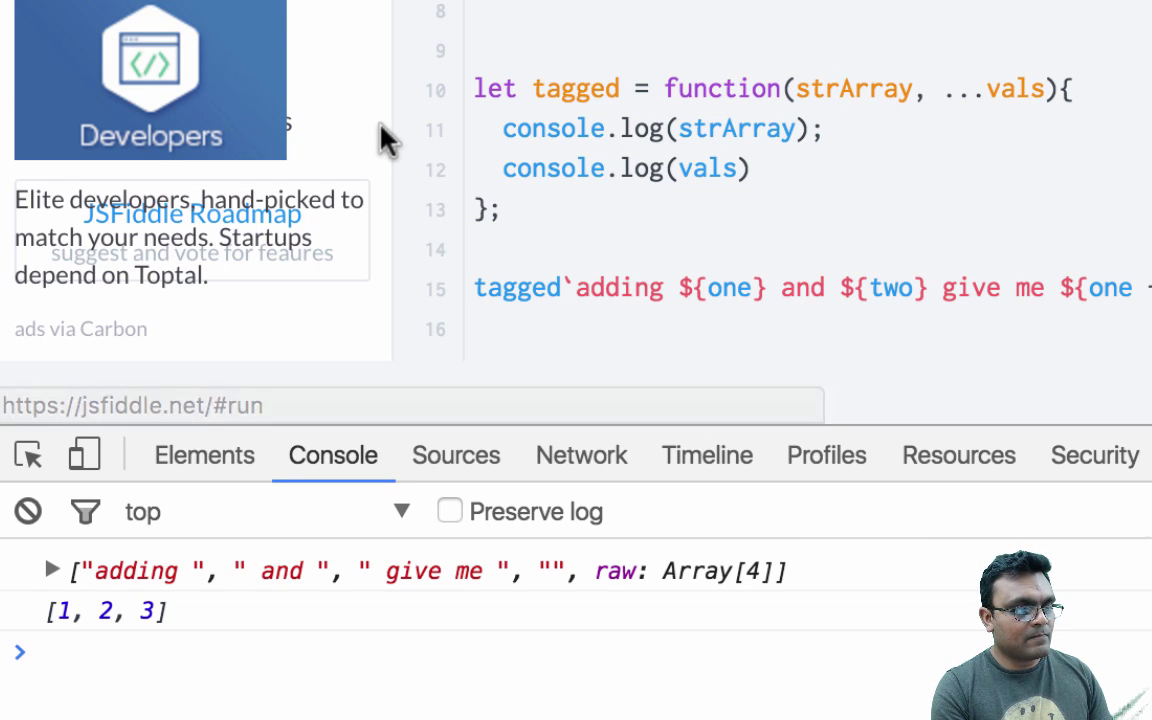 Developers
s
Elite developers, hand-picked to
match your needs. Startups
depend on Toptal.
JSFiddle Roadmap
suggest and vote for feaures
ads via Carbon
8
9
10 let tagged = function(strArray, ...vals){
11 console.log(strArray);
12 console.log(vals)
13 };
14
15 tagged`adding ${one} and ${two} give me ${one
16
https://jsfiddle.net/#run
Elements Console Sources Network Timeline Profiles Resources Security
top Preserve log
["adding ", " and ", " give me ", "", raw: Array[4]]
[1, 2, 3]